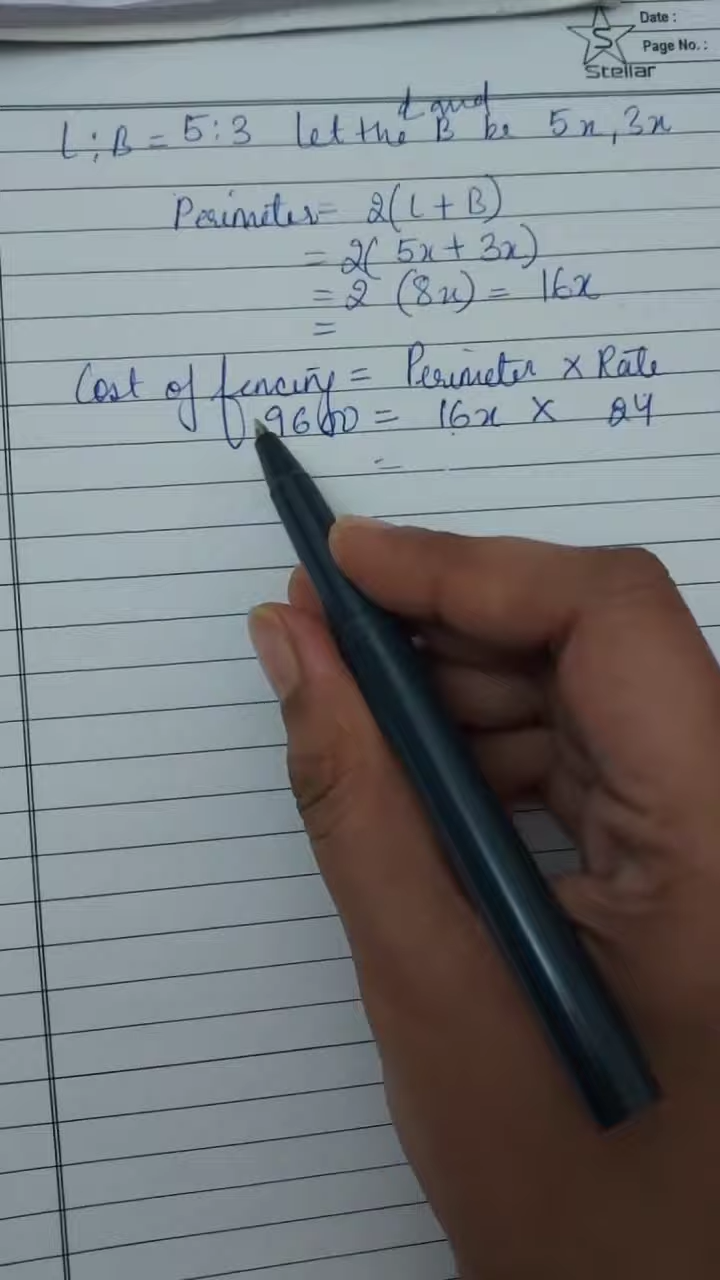 Date :
Page No. :
S
Stellar
L : B = 5 : 3 Let the L and B be 5x, 3x
Perimeter = 2(L + B)
= 2( 5x + 3x)
= 2 (8x) = 16x
=
Cost of fencing = Perimeter × Rate
9600 = 16x × 24
=